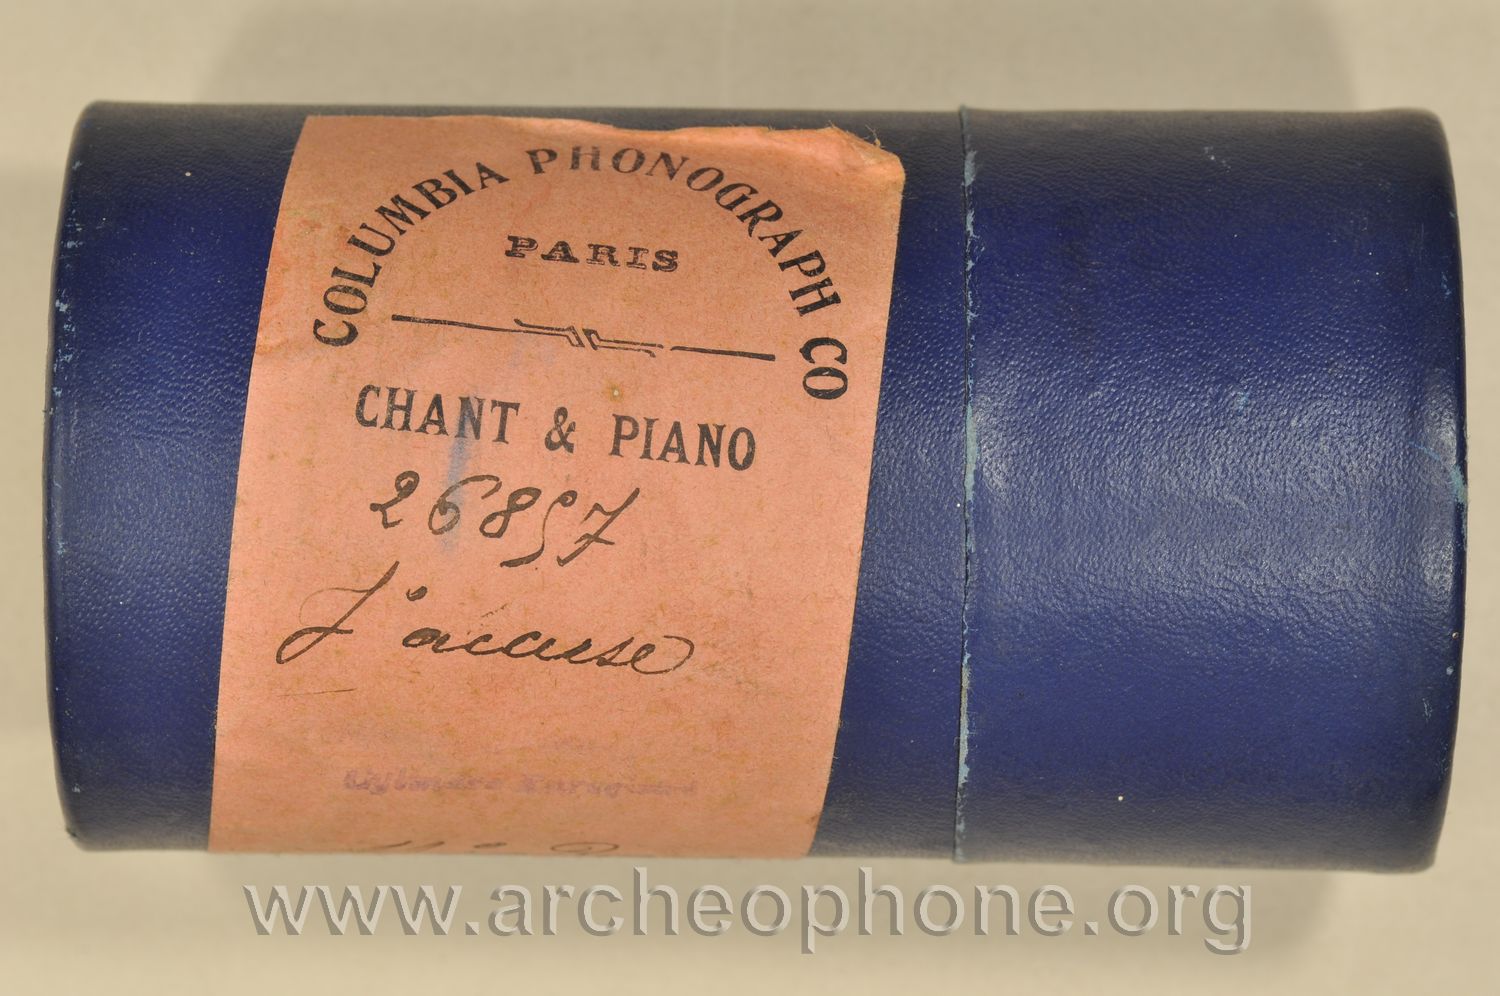 COLUMBIA PHONOGRAPH CO
PARIS
CHANT & PIANO
26857
J'accuse
www.archeophone.org